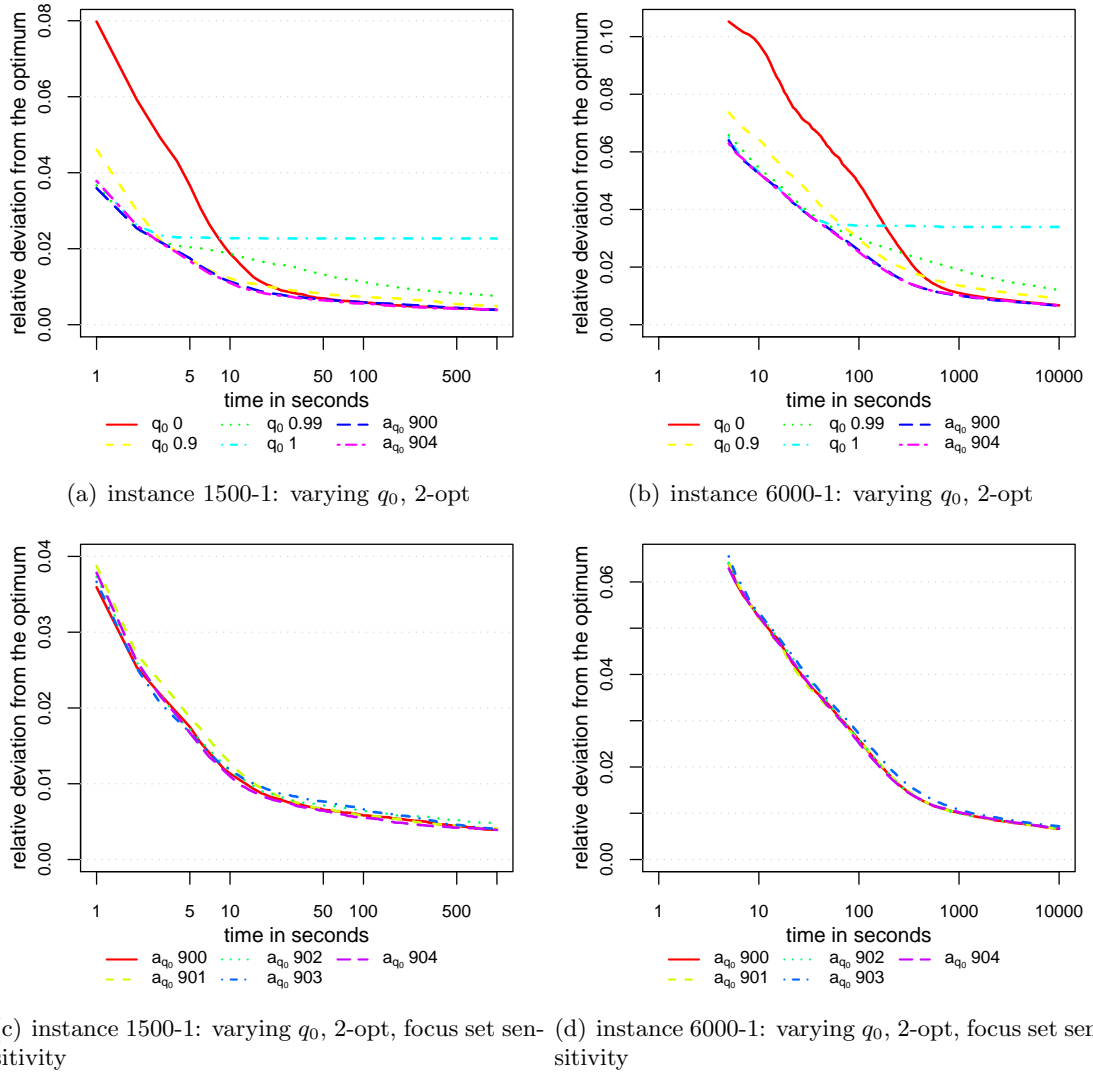 relative deviation from the optimum
0.00 0.02 0.04 0.06 0.08
1 5 10 50 100 500
time in seconds
q0 0 q0 0.99 aq0 900
q0 0.9 q0 1 aq0 904
(a) instance 1500-1: varying q0, 2-opt
relative deviation from the optimum
0.00 0.02 0.04 0.06 0.08 0.10
1 10 100 1000 10000
time in seconds
q0 0 q0 0.99 aq0 900
q0 0.9 q0 1 aq0 904
(b) instance 6000-1: varying q0, 2-opt
relative deviation from the optimum
0.00 0.01 0.02 0.03 0.04
1 5 10 50 100 500
time in seconds
aq0 900 aq0 902 aq0 904
aq0 901 aq0 903
c) instance 1500-1: varying q0, 2-opt, focus set sen-
sitivity
relative deviation from the optimum
0.00 0.02 0.04 0.06
1 10 100 1000 10000
time in seconds
aq0 900 aq0 902 aq0 904
aq0 901 aq0 903
(d) instance 6000-1: varying q0, 2-opt, focus set sen
sitivity